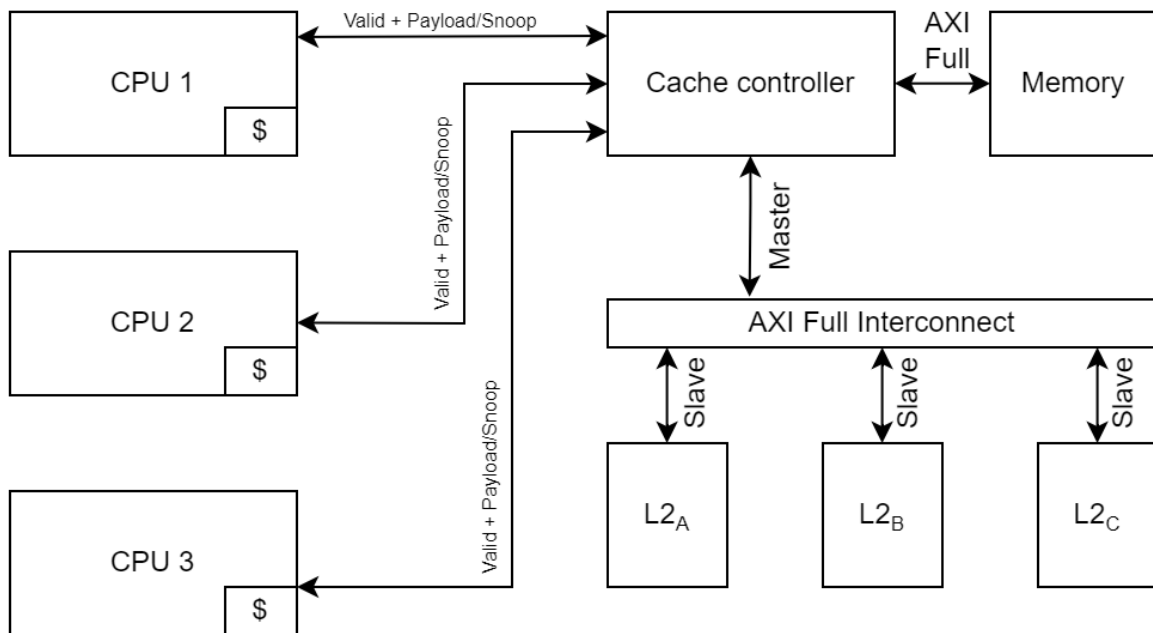 Valid + Payload/Snoop
CPU 1
$
Cache controller
AXI
Full
Memory
Valid + Payload/Snoop
Master
CPU 2
$
AXI Full Interconnect
Valid + Payload/Snoop
Slave
Slave
Slave
CPU 3
$
L2A
L2B
L2C